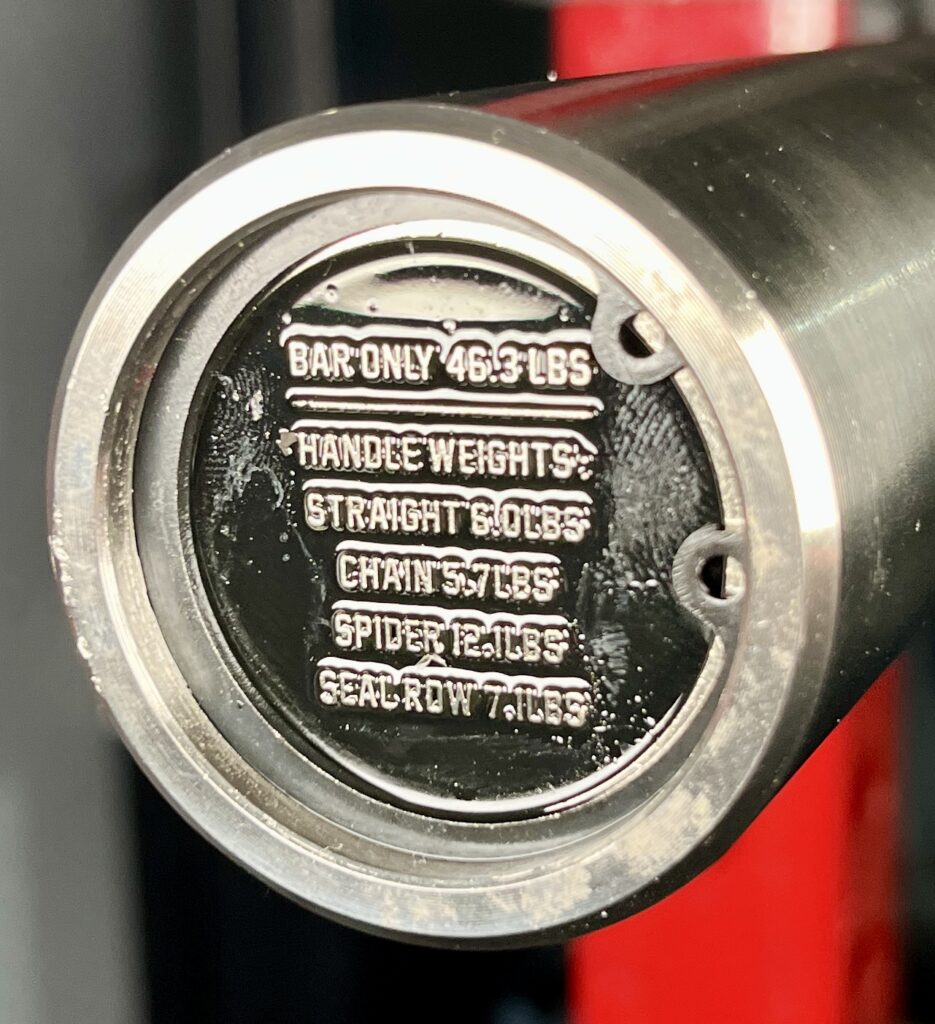 BAR ONLY 46.3 LBS
HANDLE WEIGHTS:
STRAIGHT 6.0LBS
CHAIN 5.7LBS
SPIDER 12.1LBS
SEAL ROW 7.1LBS